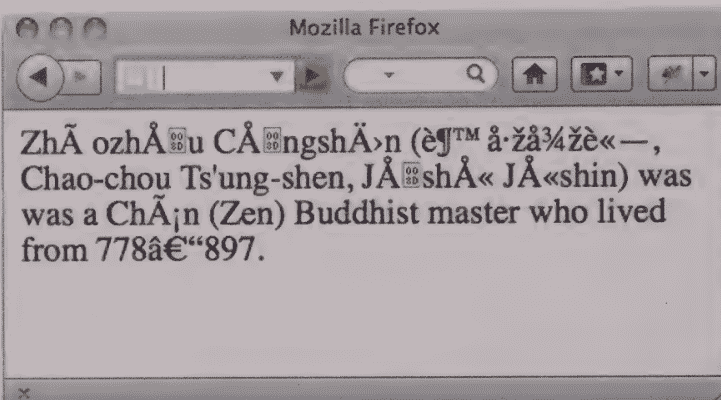 Mozilla Firefox
ZhÃ ozhÅu CÅngshÄ›n (è¶™ å·žå¾žè«—,
Chao-chou Ts'ung-shen, JÅshÅ« JÅ«shin) was
was a ChÃ¡n (Zen) Buddhist master who lived
from 778â€“897.